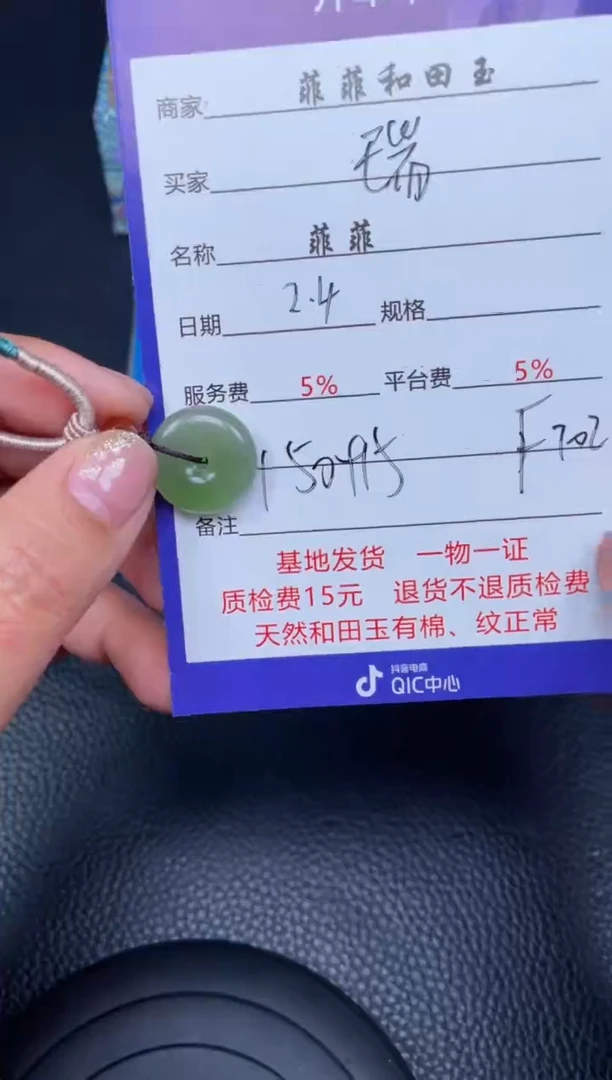 商家 菲菲和田玉
买家 瑞
名称 菲菲
日期 2.4 规格
服务费 5% 平台费 5%
F702
备注
基地发货 一物一证
质检费15元 退货不退质检费
天然和田玉有棉、纹正常
抖音电商
QIC中心